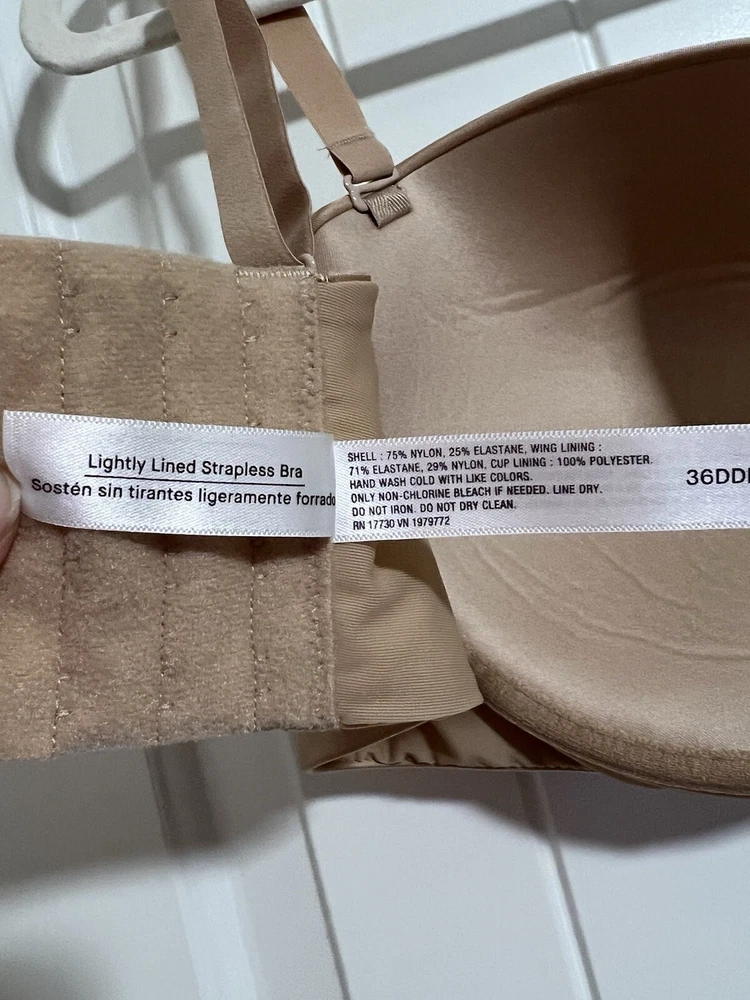 Lightly Lined Strapless Bra
Sostén sin tirantes ligeramente forrado
SHELL : 75% NYLON, 25% ELASTANE, WING LINING :
71% ELASTANE, 29% NYLON, CUP LINING : 100% POLYESTER.
HAND WASH COLD WITH LIKE COLORS.
ONLY NON-CHLORINE BLEACH IF NEEDED. LINE DRY.
DO NOT IRON. DO NOT DRY CLEAN.
RN 17730 VN 1979772
36DD